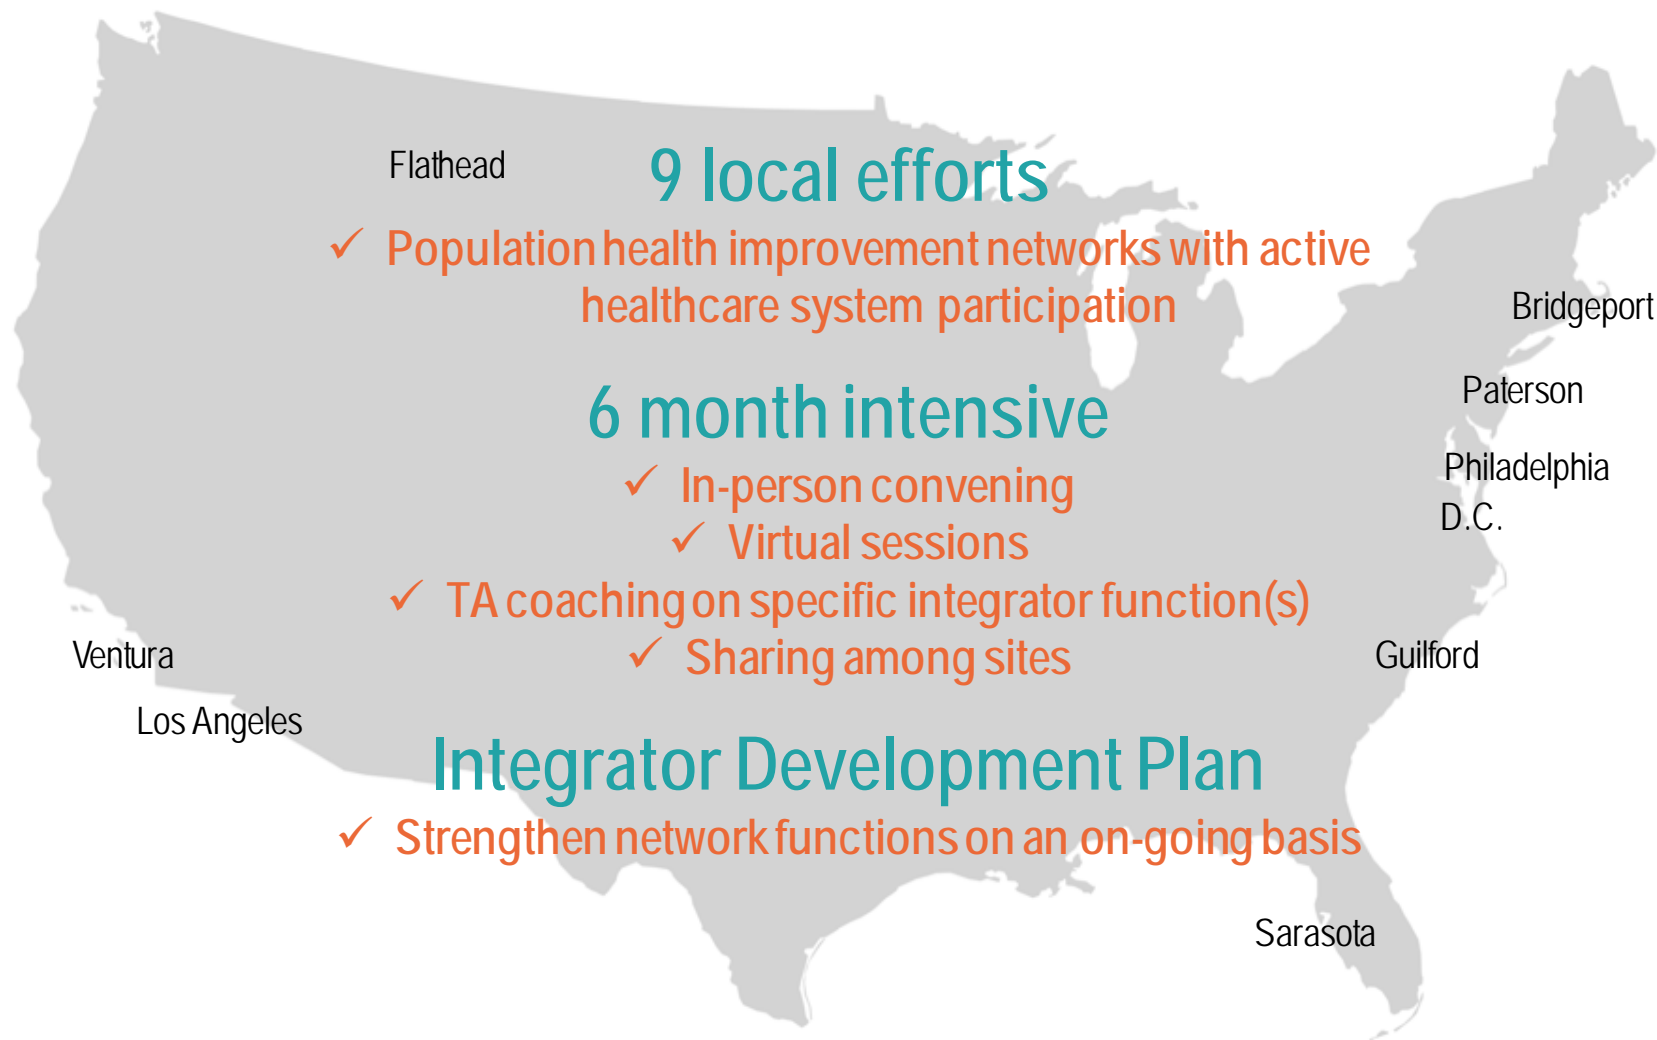 Flathead
9 local efforts
✓ Population health improvement networks with active
healthcare system participation
Bridgeport
Paterson
6 month intensive
Philadelphia
✓ In-person convening
D.C.
✓ Virtual sessions
✓ TA coaching on specific integrator function(s)
Ventura
✓ Sharing among sites
Guilford
Los Angeles
Integrator Development Plan
✓ Strengthen network functions on an on-going basis
Sarasota